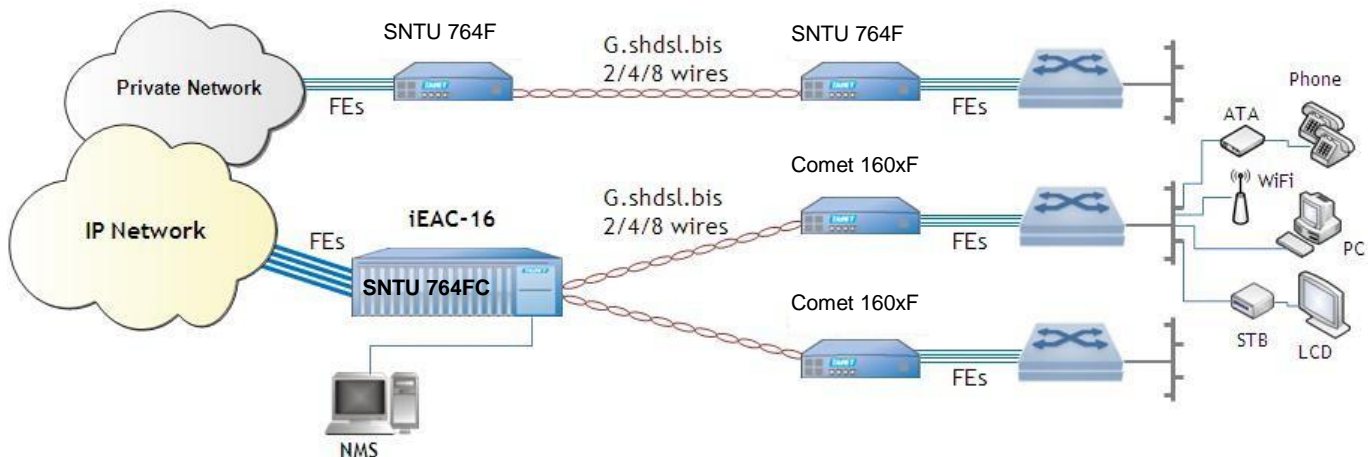 SNTU 764F
G.shdsl.bis
2/4/8 wires
SNTU 764F
Private Network
FEs
FEs
Phone
ATA
Comet 160xF
WiFi
G.shdsl.bis
2/4/8 wires
iEAC-16
IP Network
FEs
FEs
PC
SNTU 764FC
Comet 160xF
STB
LCD
FEs
NMS